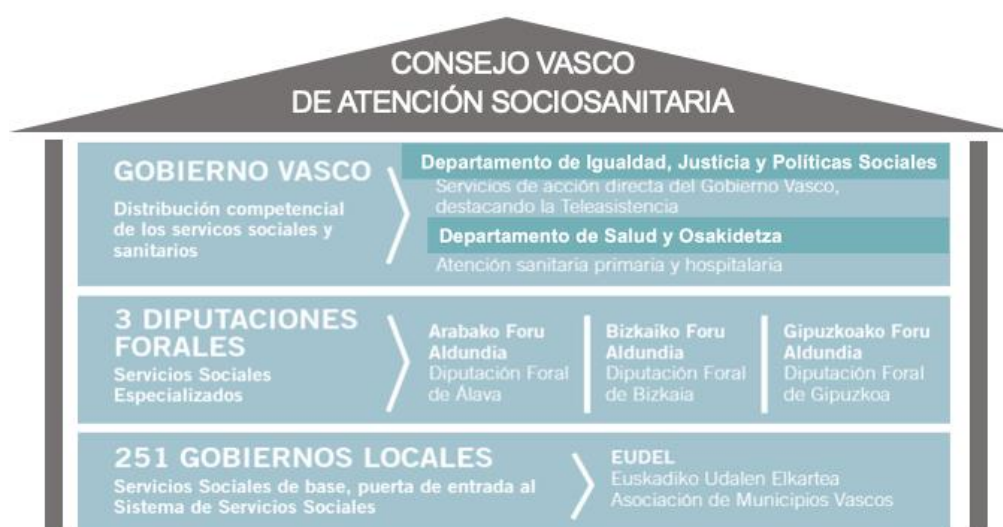 CONSEJO VASCO
DE ATENCIÓN SOCIOSANITARIA
GOBIERNO VASCO
Distribución competencial
de los servicos sociales y
sanitarios
Departamento de Igualdad, Justicia y Políticas Sociales
Servicios de acción directa del Gobierno Vasco,
destacando la Teleasistencia
Departamento de Salud y Osakidetza
Atención sanitaria primaria y hospitalaria
3 DIPUTACIONES
FORALES
Servicios Sociales
Especializados
Arabako Foru
Aldundia
Diputación Foral
de Álava
Bizkaiko Foru
Aldundia
Diputación Foral
de Bizkaia
Gipuzkoako Foru
Aldundia
Diputación Foral
de Gipuzkoa
251 GOBIERNOS LOCALES
Servicios Sociales de base, puerta de entrada al
Sistema de Servicios Sociales
EUDEL
Euskadiko Udalen Elkartea
Asociación de Municipios Vascos